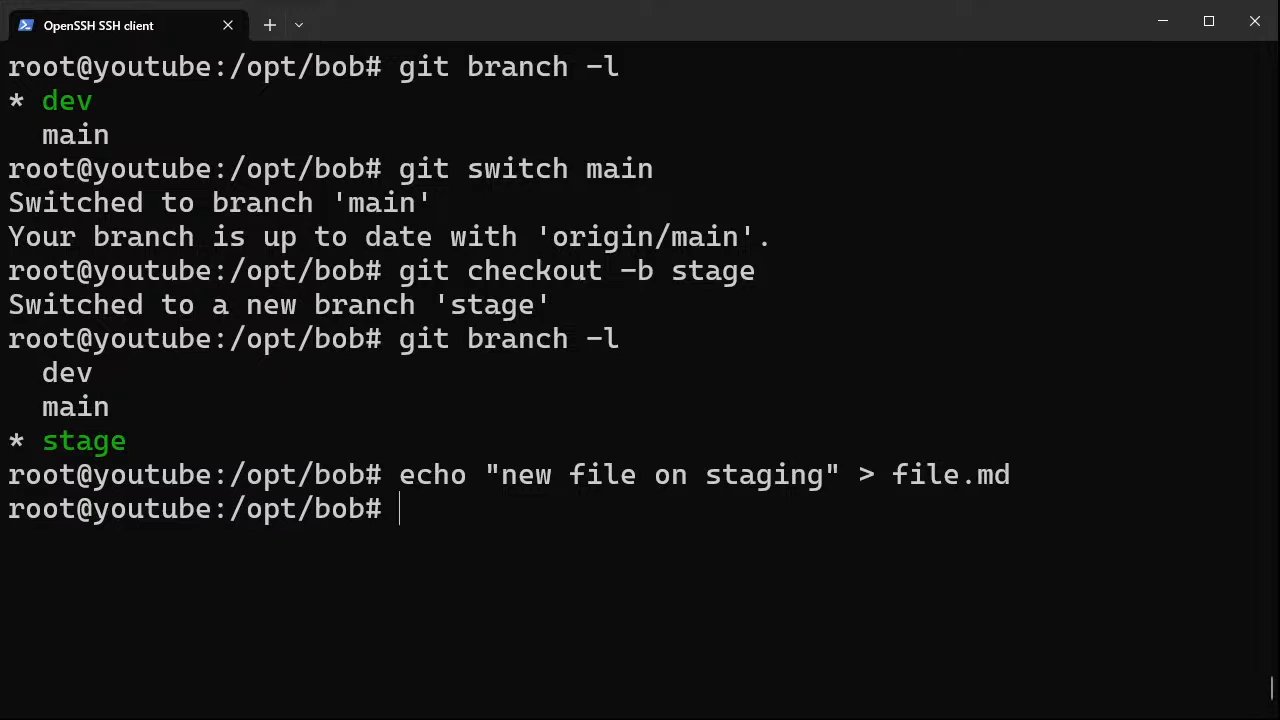 OpenSSH SSH client
root@youtube:/opt/bob# git branch -l
* dev
  main
root@youtube:/opt/bob# git switch main
Switched to branch 'main'
Your branch is up to date with 'origin/main'.
root@youtube:/opt/bob# git checkout -b stage
Switched to a new branch 'stage'
root@youtube:/opt/bob# git branch -l
  dev
  main
* stage
root@youtube:/opt/bob# echo "new file on staging" > file.md
root@youtube:/opt/bob#